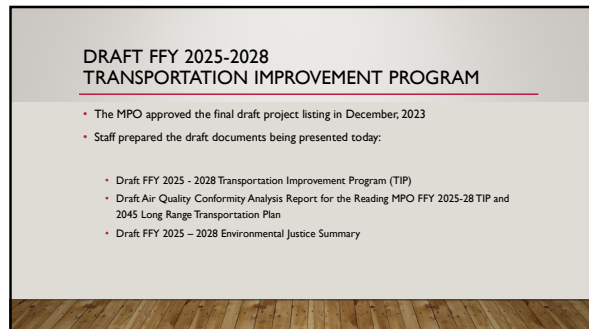 DRAFT FFY 2025-2028
TRANSPORTATION IMPROVEMENT PROGRAM
• The MPO approved the final draft project listing in December, 2023
• Staff prepared the draft documents being presented today:
• Draft FFY 2025 - 2028 Transportation Improvement Program (TIP)
• Draft Air Quality Conformity Analysis Report for the Reading MPO FFY 2025-28 TIP and
2045 Long Range Transportation Plan
• Draft FFY 2025 – 2028 Environmental Justice Summary